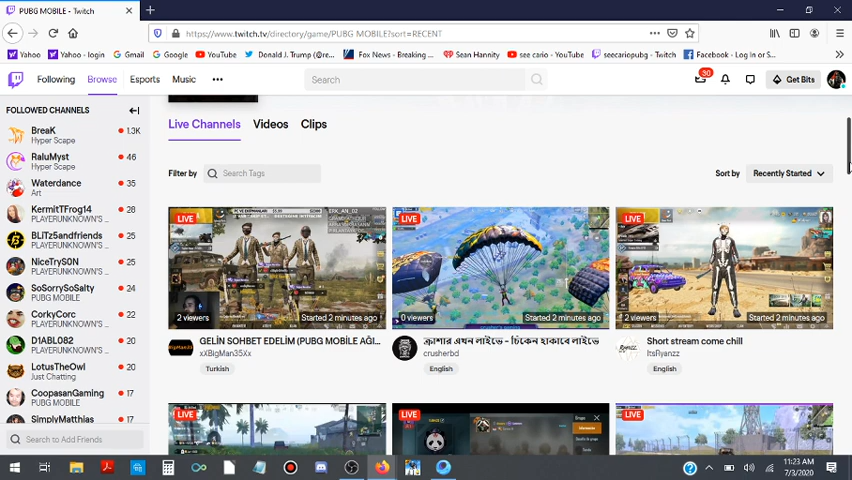 PUBG MOBILE - Twitch
https://www.twitch.tv/directory/game/PUBG MOBILE?sort=RECENT
Yahoo Yahoo - login Gmail Google YouTube Donald J. Trump (@re... Fox News - Breaking ... Sean Hannity see cario - YouTube seecariopubg - Twitch Facebook - Log In or S...
Following Browse Esports Music Search 30 Get Bits
FOLLOWED CHANNELS
BreaK 1.3K
Hyper Scape
RaluMyst 46
Hyper Scape
Waterdance 35
Art
KermitTFrog14 28
PLAYERUNKNOWN'S ...
BLITz5andfriends 25
PLAYERUNKNOWN'S ...
NiceTryS0N 25
PLAYERUNKNOWN'S ...
SoSorrySoSalty 24
PUBG MOBILE
CorkyCorc 22
PLAYERUNKNOWN'S ...
D1ABL082 20
PLAYERUNKNOWN'S ...
LotusTheOwl 20
Just Chatting
CoopasanGaming 17
PUBG MOBILE
SimplyMatthias 17
Search to Add Friends
Live Channels Videos Clips
Filter by Search Tags Sort by Recently Started
LIVE
2 viewers Started 2 minutes ago
GELİN SOHBET EDELİM (PUBG MOBİLE AĞI...
xXBigMan35Xx
Turkish
LIVE
0 viewers Started 2 minutes ago
ক্রাশার এখন লাইভে - চিকেন হাকাবে লাইভে
crusherbd
English
LIVE
2 viewers Started 2 minutes ago
Short stream come chill
ItsRyanzz
English
LIVE
LIVE
LIVE
11:23 AM
7/3/2020